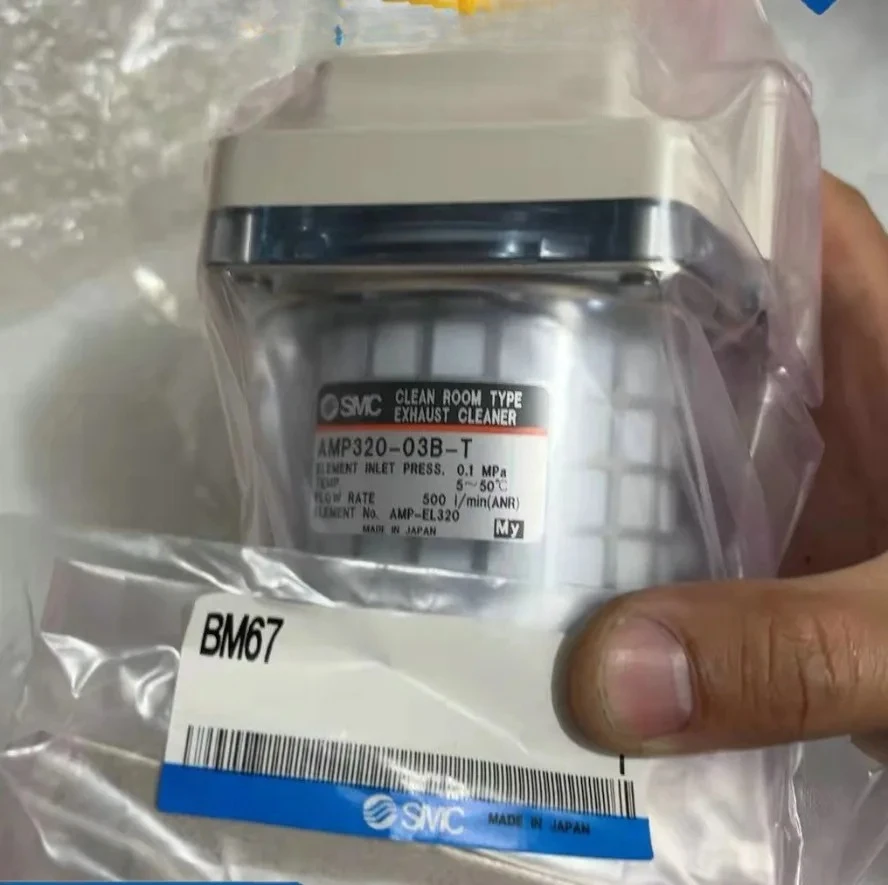 SMC CLEAN ROOM TYPE
EXHAUST CLEANER
AMP320-03B-T
ELEMENT INLET PRESS. 0.1 MPa
TEMP 5~50℃
FLOW RATE 500 l/min(ANR)
ELEMENT No. AMP-EL320
MADE IN JAPAN My
BM67
SMC MADE IN JAPAN